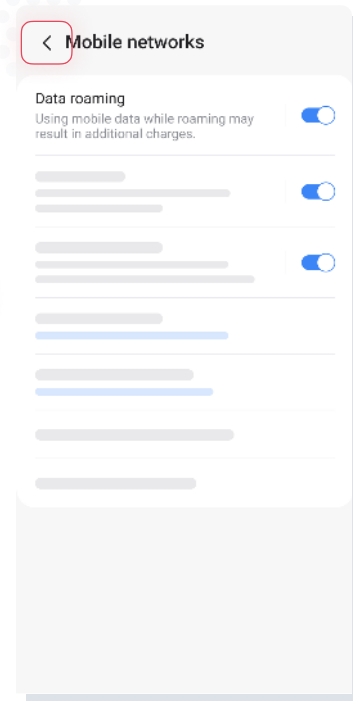 Mobile networks
Data roaming
Using mobile data while roaming may
result in additional charges.